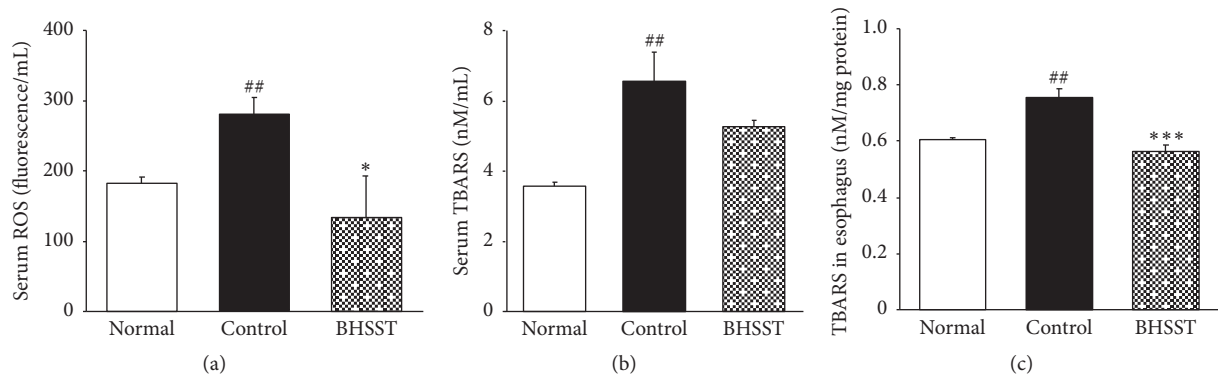 Serum ROS (fluorescence/mL)
400
300
200
100
0
##
*
Normal Control BHSST
(a)
Serum TBARS (nM/mL)
8
6
4
2
0
##
Normal Control BHSST
(b)
TBARS in esophagus (nM/mg protein)
1.0
0.8
0.6
0.4
0.2
0
##
***
Normal Control BHSST
(c)